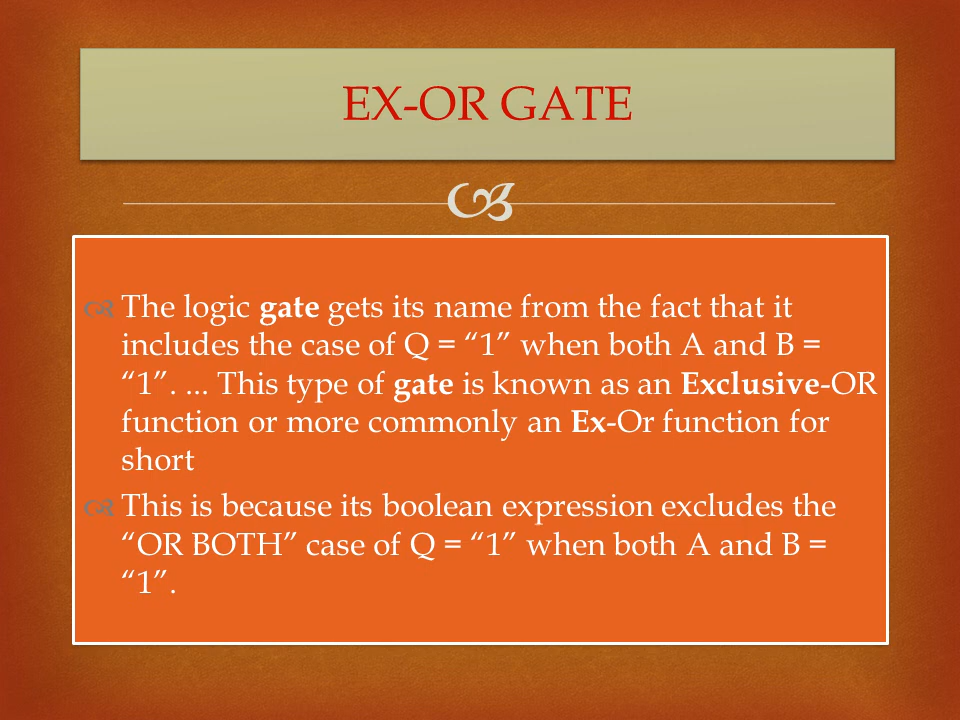 EX-OR GATE
The logic gate gets its name from the fact that it
includes the case of Q = “1” when both A and B =
“1”. ... This type of gate is known as an Exclusive-OR
function or more commonly an Ex-Or function for
short
This is because its boolean expression excludes the
“OR BOTH” case of Q = “1” when both A and B =
“1”.